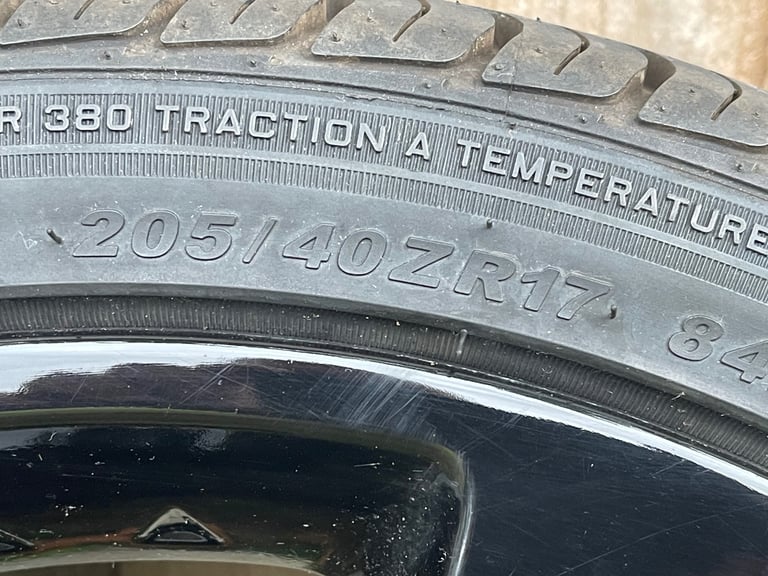 R 380 TRACTION A TEMPERATURE
205/40ZR17 84